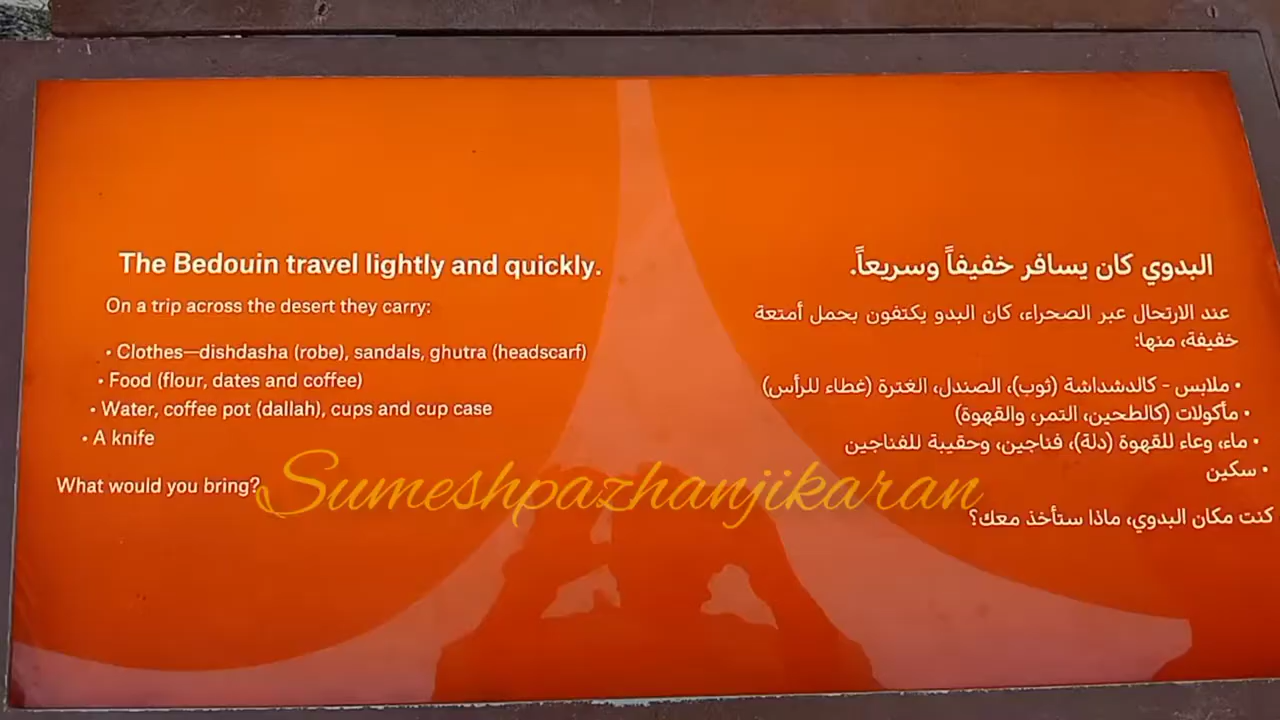 The Bedouin travel lightly and quickly.
On a trip across the desert they carry:
• Clothes—dishdasha (robe), sandals, ghutra (headscarf)
• Food (flour, dates and coffee)
• Water, coffee pot (dallah), cups and cup case
• A knife
What would you bring?
البدوي كان يسافر خفيفاً وسريعاً.
عند الارتحال عبر الصحراء، كان البدو يكتفون بحمل أمتعة
خفيفة، منها:
• ملابس - كالدشداشة (ثوب)، الصندل، الغترة (غطاء للرأس)
• مأكولات (كالطحين، التمر، والقهوة)
• ماء، وعاء للقهوة (دلة)، فناجين، وحقيبة للفناجين
• سكين
كنت مكان البدوي، ماذا ستأخذ معك؟
Sumeshpazhanjikaran